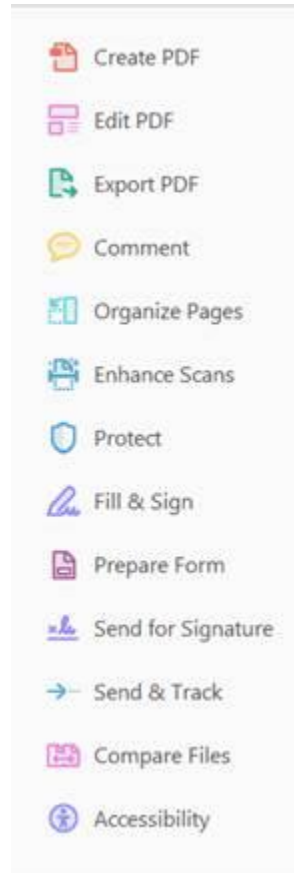 Create PDF
Edit PDF
Export PDF
Comment
Organize Pages
Enhance Scans
Protect
Fill & Sign
Prepare Form
Send for Signature
Send & Track
Compare Files
Accessibility